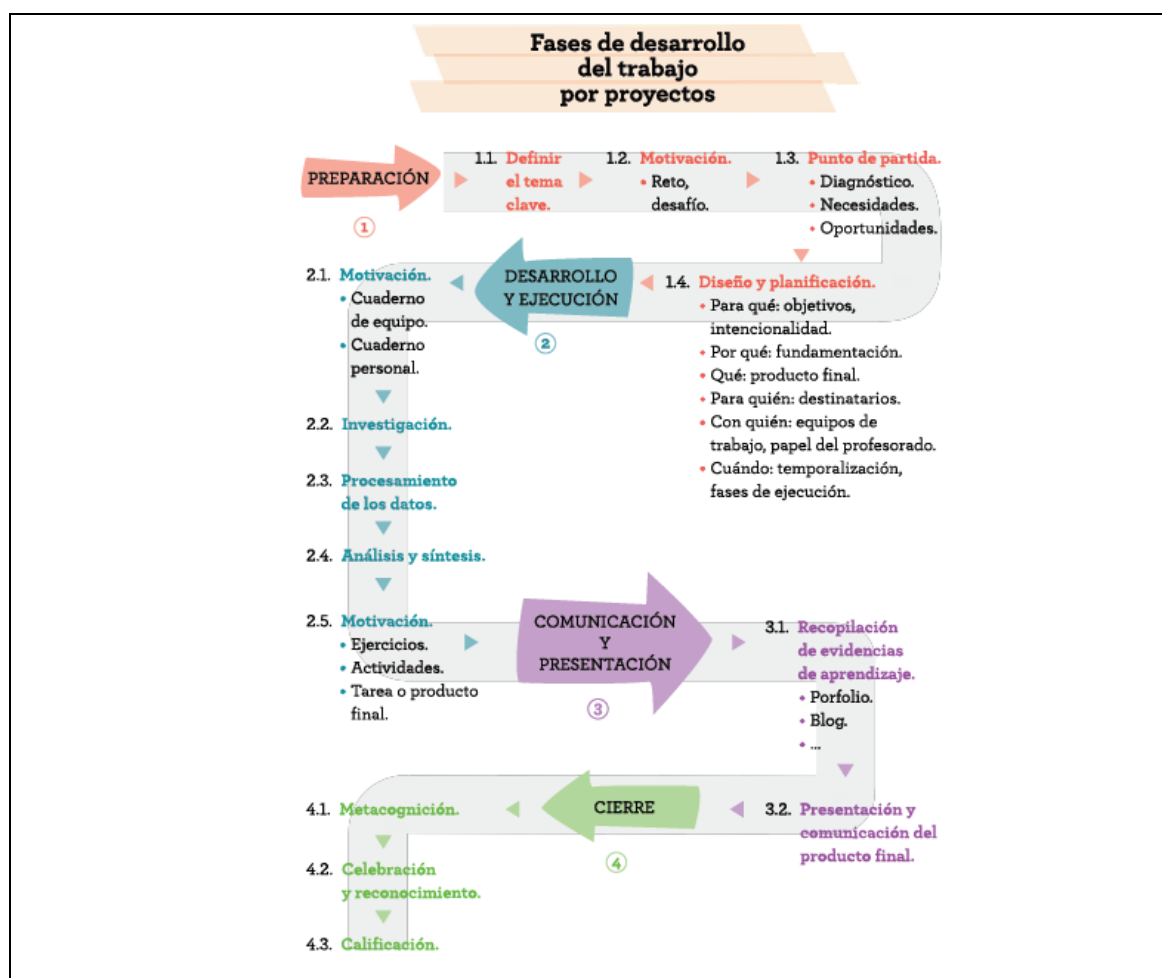 Fases de desarrollo
del trabajo
por proyectos
PREPARACIÓN
①
1.1. Definir
el tema
clave.
1.2. Motivación.
• Reto,
desafío.
1.3. Punto de partida.
• Diagnóstico.
• Necesidades.
• Oportunidades.
1.4. Diseño y planificación.
• Para qué: objetivos,
intencionalidad.
• Por qué: fundamentación.
• Qué: producto final.
• Para quién: destinatarios.
• Con quién: equipos de
trabajo, papel del profesorado.
• Cuándo: temporalización,
fases de ejecución.
DESARROLLO
Y EJECUCIÓN
②
2.1. Motivación.
• Cuaderno
de equipo.
• Cuaderno
personal.
2.2. Investigación.
2.3. Procesamiento
de los datos.
2.4. Análisis y síntesis.
2.5. Motivación.
• Ejercicios.
• Actividades.
• Tarea o producto
final.
COMUNICACIÓN
Y
PRESENTACIÓN
③
3.1. Recopilación
de evidencias
de aprendizaje.
• Porfolio.
• Blog.
• ...
3.2. Presentación y
comunicación del
producto final.
CIERRE
④
4.1. Metacognición.
4.2. Celebración
y reconocimiento.
4.3. Calificación.